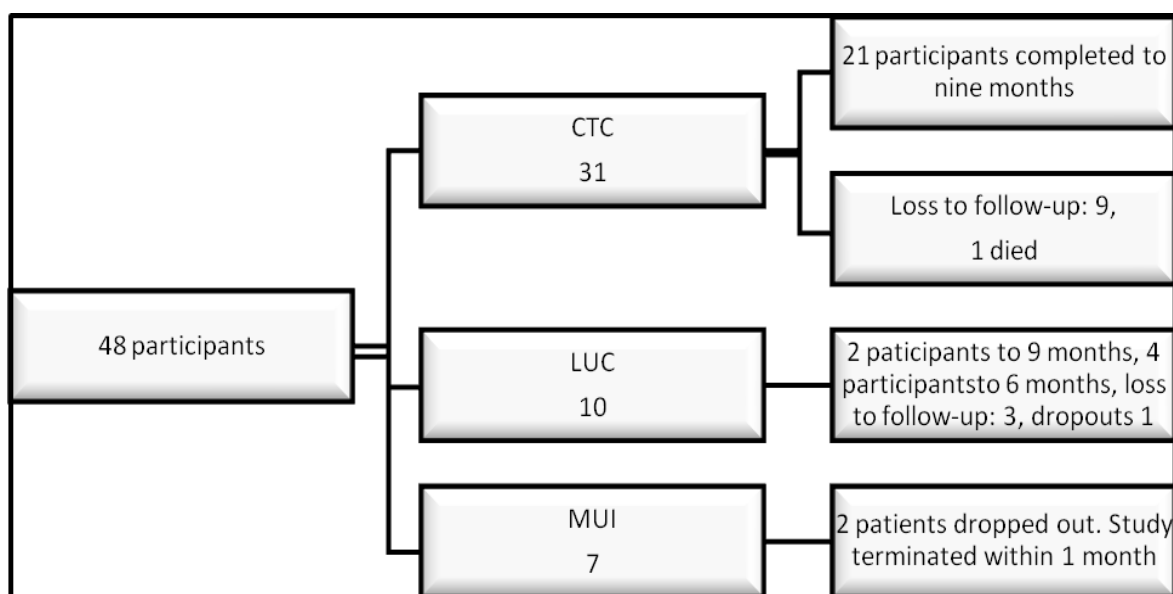 48 participants
CTC
31
21 participants completed to
nine months
Loss to follow-up: 9,
1 died
LUC
10
2 paticipants to 9 months, 4
participantsto 6 months, loss
to follow-up: 3, dropouts 1
MUI
7
2 patients dropped out. Study
terminated within 1 month